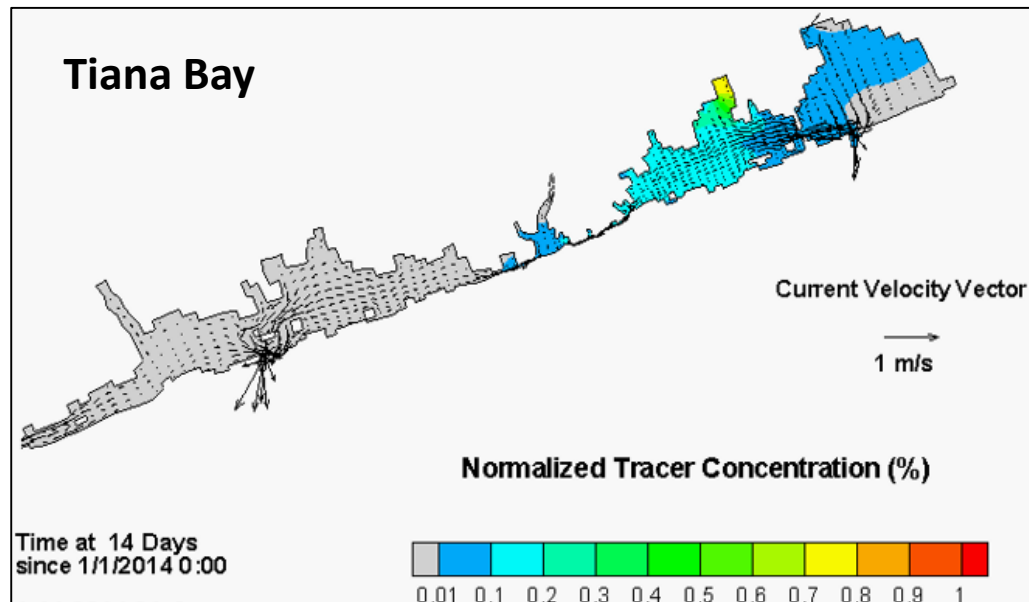 Tiana Bay
Current Velocity Vector
1 m/s
Normalized Tracer Concentration (%)
Time at 14 Days
since 1/1/2014 0:00
0.01 0.1 0.2 0.3 0.4 0.5 0.6 0.7 0.8 0.9 1